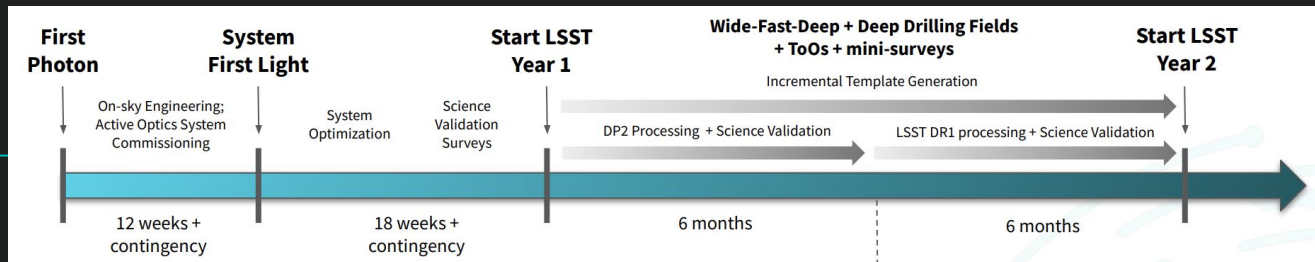 First
Photon
System
First Light
Start LSST
Year 1
Wide-Fast-Deep + Deep Drilling Fields
+ ToOs + mini-surveys
Start LSST
Year 2
Incremental Template Generation
On-sky Engineering;
Active Optics System
Commissioning
System
Optimization
Science
Validation
Surveys
DP2 Processing + Science Validation
LSST DR1 processing + Science Validation
12 weeks +
contingency
18 weeks +
contingency
6 months
6 months